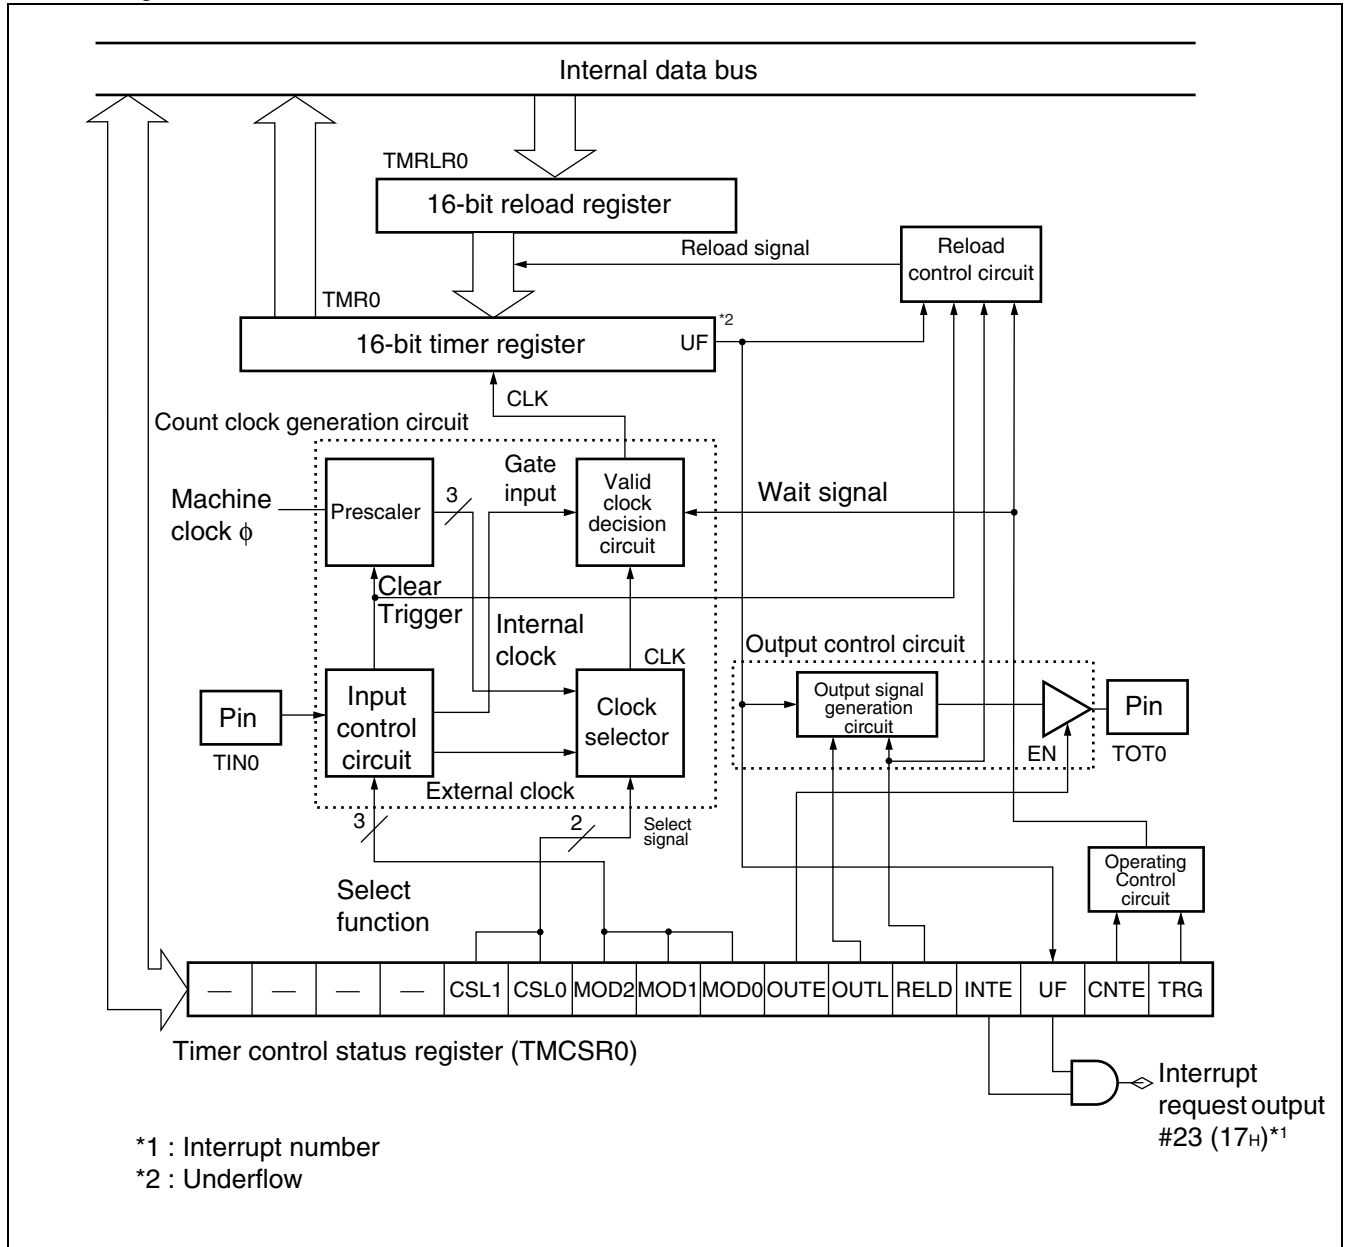 Internal data bus
TMRLR0
16-bit reload register
Reload signal
Reload
control circuit
TMR0
16-bit timer register
UF
*2
CLK
Count clock generation circuit
Machine
clock ϕ
Prescaler
3
Gate
input
Valid
clock
decision
circuit
Wait signal
Clear
Trigger
Internal
clock
CLK
Output control circuit
Pin
TIN0
Input
control
circuit
Clock
selector
External clock
Output signal
generation
circuit
EN
Pin
TOT0
3
2
Select
signal
Select
function
Operating
Control
circuit
— — — — CSL1 CSL0 MOD2 MOD1 MOD0 OUTE OUTL RELD INTE UF CNTE TRG
Timer control status register (TMCSR0)
Interrupt
request output
#23 (17H)*1
*1 : Interrupt number
*2 : Underflow